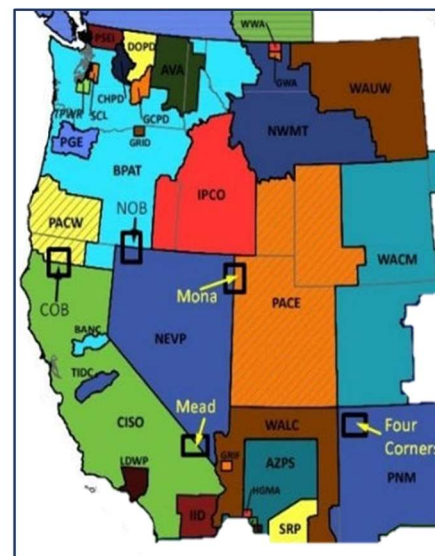 WWA
PSEI
DOPD
AVA
GWA
WAUW
CHPD
TPWR
SCL
GCPD
NWMT
PGE
GRID
BPAT
IPCO
PACW
NOB
WACM
COB
Mona
PACE
BANC
NEVP
TIDC
Mead
CISO
WALC
Four
Corners
LDWP
GRIF
AZPS
PNM
HGMA
IID
SRP